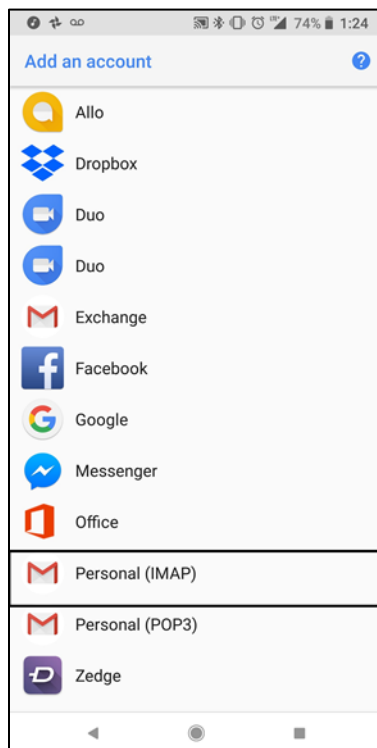 74% 1:24
Add an account ?
Allo
Dropbox
Duo
Duo
Exchange
Facebook
Google
Messenger
Office
Personal (IMAP)
Personal (POP3)
Zedge